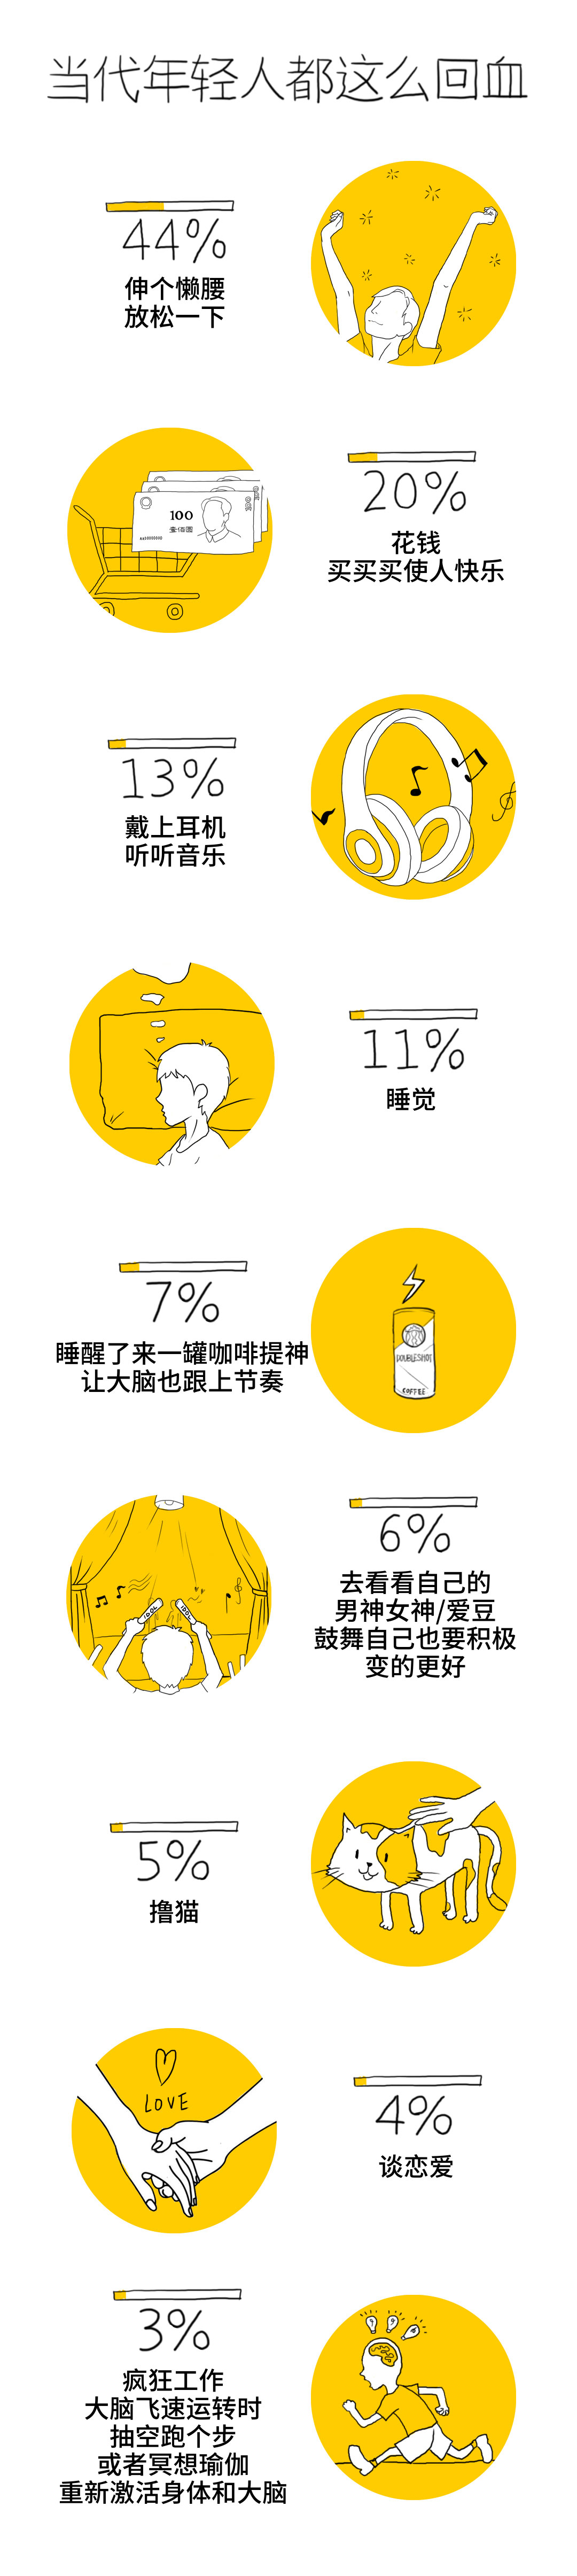 当代年轻人都这么回血
44%
伸个懒腰
放松一下
100
壹佰圆
20%
花钱
买买买使人快乐
13%
戴上耳机
听听音乐
11%
睡觉
7%
睡醒了来一罐咖啡提神
让大脑也跟上节奏
DOUBLESHOT
COFFEE
6%
去看看自己的
男神女神/爱豆
鼓舞自己也要积极
变的更好
5%
撸猫
LOVE
4%
谈恋爱
3%
疯狂工作
大脑飞速运转时
抽空跑个步
或者冥想瑜伽
重新激活身体和大脑